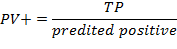 PV+ = TP / predited positive